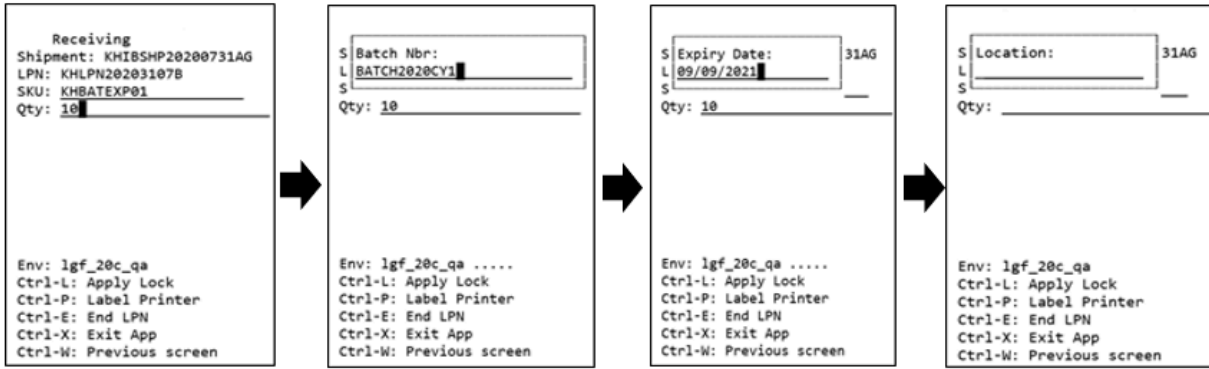 Receiving
Shipment: KHIBSHP20200731AG
LPN: KHLPN20203107B
SKU: KHBATEXP01
Qty: 10
Env: lgf_20c_qa
Ctrl-L: Apply Lock
Ctrl-P: Label Printer
Ctrl-E: End LPN
Ctrl-X: Exit App
Ctrl-W: Previous screen
S Batch Nbr:
L BATCH2020CY1
S
Qty: 10
Env: lgf_20c_qa .....
Ctrl-L: Apply Lock
Ctrl-P: Label Printer
Ctrl-E: End LPN
Ctrl-X: Exit App
Ctrl-W: Previous screen
S Expiry Date: 31AG
L 09/09/2021
S
Qty: 10
Env: lgf_20c_qa .....
Ctrl-L: Apply Lock
Ctrl-P: Label Printer
Ctrl-E: End LPN
Ctrl-X: Exit App
Ctrl-W: Previous screen
S Location: 31AG
L
S
Qty:
Env: lgf_20c_qa
Ctrl-L: Apply Lock
Ctrl-P: Label Printer
Ctrl-E: End LPN
Ctrl-X: Exit App
Ctrl-W: Previous screen